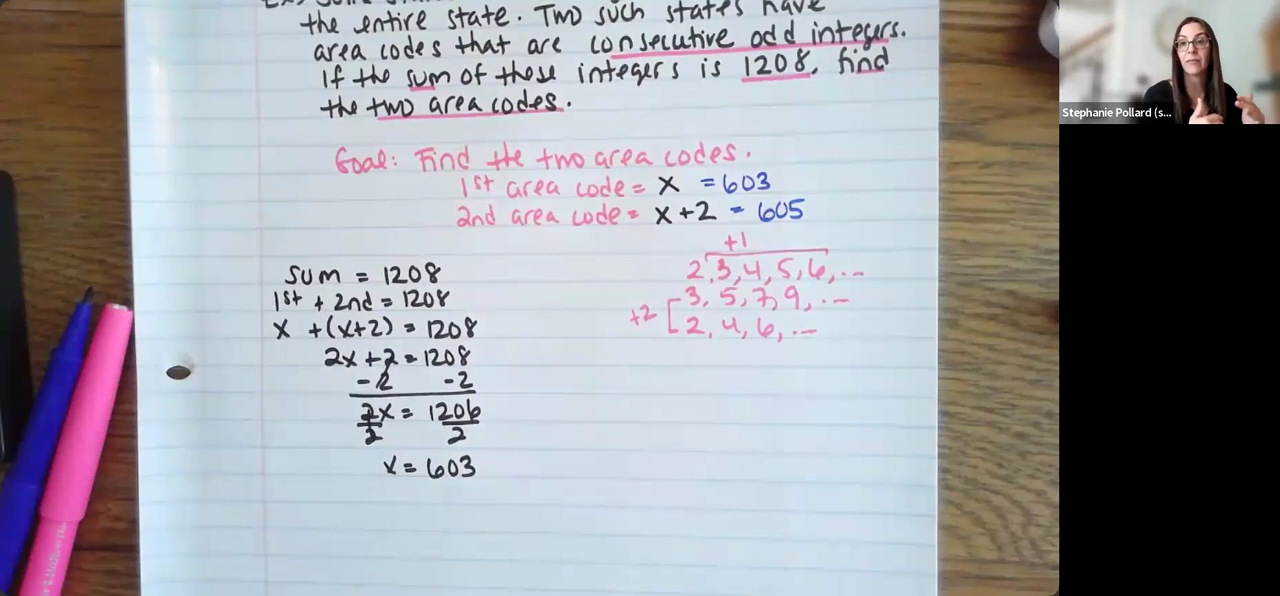 the entire state. Two such states have
area codes that are consecutive odd integers.
If the sum of these integers is 1208, find
the two area codes.
Goal: Find the two area codes.
1st area code = x = 603
2nd area code = x + 2 = 605
+1
2, 3, 4, 5, 6, ...
3, 5, 7, 9, ...
+2
2, 4, 6, ...
sum = 1208
1st + 2nd = 1208
x + (x+2) = 1208
2x + 2 = 1208
-2 -2
2x = 1206
2 2
x = 603
Stephanie Pollard (s...